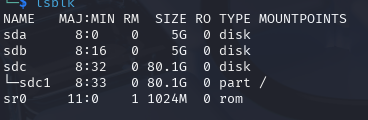 └─$ lsblk
NAME   MAJ:MIN RM  SIZE RO TYPE MOUNTPOINTS
sda      8:0    0    5G  0 disk
sdb      8:16   0    5G  0 disk
sdc      8:32   0 80.1G  0 disk
└─sdc1   8:33   0 80.1G  0 part /
sr0     11:0    1 1024M  0 rom